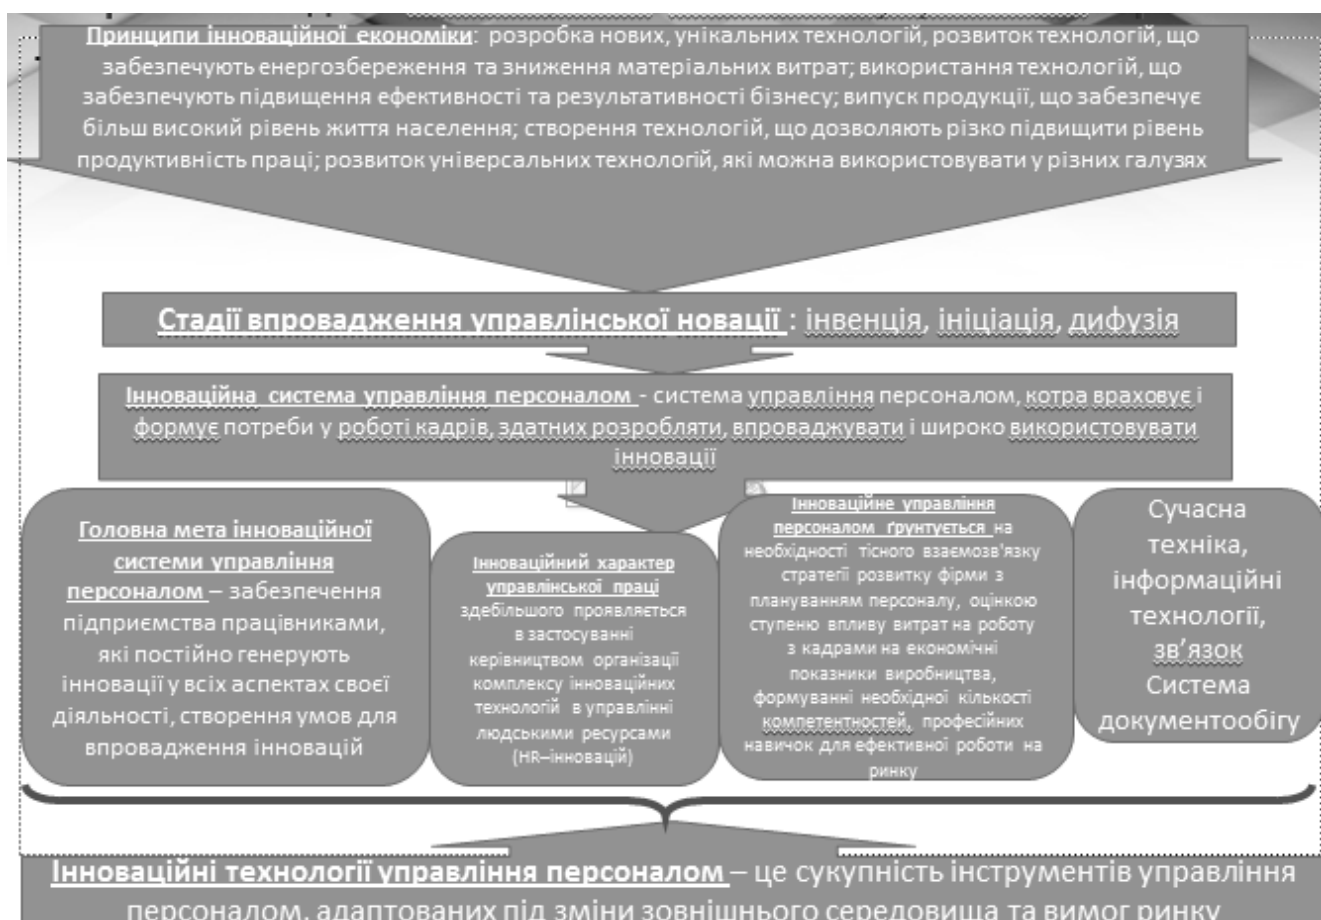 Принципи інноваційної економіки: розробка нових, унікальних технологій, розвиток технологій, що
забезпечують енергозбереження та зниження матеріальних витрат; використання технологій, що
забезпечують підвищення ефективності та результативності бізнесу; випуск продукції, що забезпечує
більш високий рівень життя населення; створення технологій, що дозволяють різко підвищити рівень
продуктивність праці; розвиток універсальних технологій, які можна використовувати у різних галузях
Стадії впровадження управлінської новації : інвенція, ініціація, дифузія
Інноваційна система управління персоналом - система управління персоналом, котра враховує і
формує потреби у роботі кадрів, здатних розробляти, впроваджувати і широко використовувати
інновації
Головна мета інноваційної
системи управління
персоналом – забезпечення
підприємства працівниками,
які постійно генерують
інновації у всіх аспектах своєї
діяльності, створення умов для
впровадження інновацій
Інноваційний характер
управлінської праці
здебільшого проявляється
в застосуванні
керівництвом організації
комплексу інноваційних
технологій в управлінні
людськими ресурсами
(HR–інновацій)
Інноваційне управління
персоналом ґрунтується на
необхідності тісного взаємозв'язку
стратегії розвитку фірми з
плануванням персоналу, оцінкою
ступеню впливу витрат на роботу
з кадрами на економічні
показники виробництва,
формуванні необхідної кількості
компетентностей, професійних
навичок для ефективної роботи на
ринку
Сучасна
техніка,
інформаційні
технології,
зв’язок
Система
документообігу
Інноваційні технології управління персоналом – це сукупність інструментів управління
персоналом, адаптованих під зміни зовнішнього середовища та вимог ринку